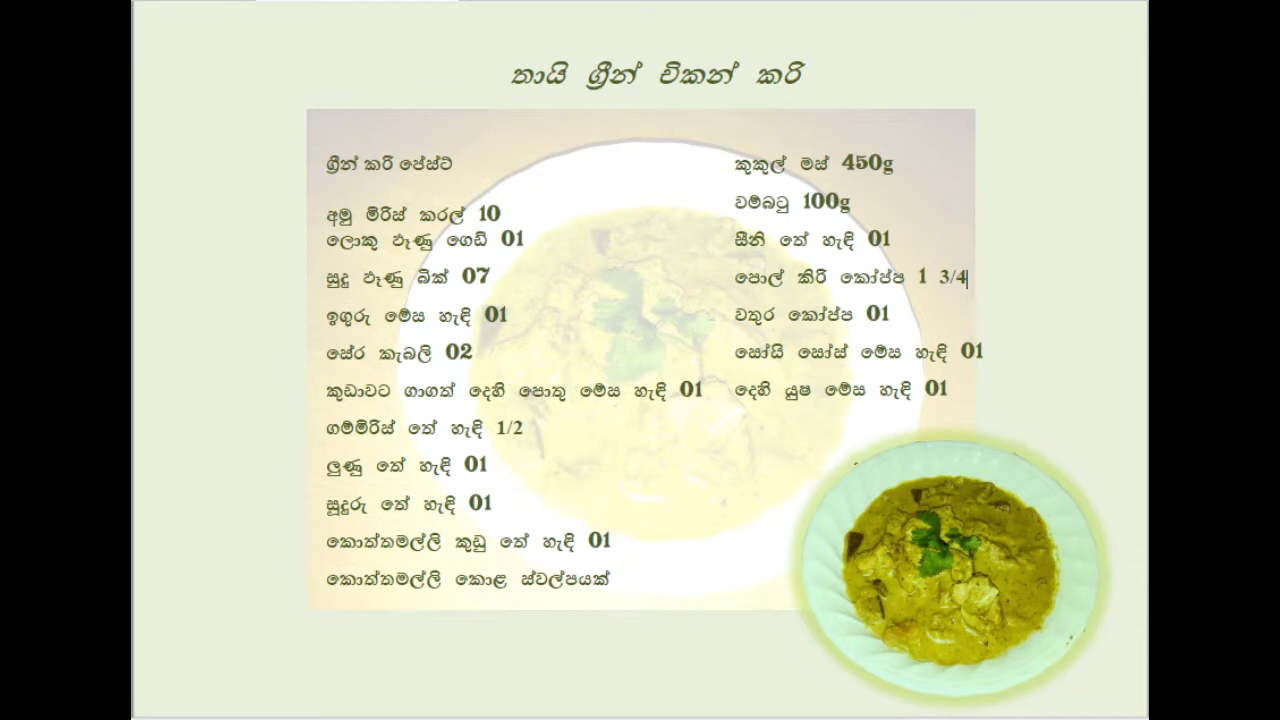 තායි ග්‍රීන් චිකන් කරි
ග්‍රීන් කරි පේස්ට්
අමු මිරිස් කරල් 10
ලොකු ළූණු ගෙඩි 01
සුදු ළූණු බික් 07
ඉගුරු මේස හැඳි 01
සේර කැබලි 02
කුඩාවට ගාගත් දෙහි පොතු මේස හැඳි 01
ගම්මිරිස් තේ හැඳි 1/2
ලුණු තේ හැඳි 01
සූදුරු තේ හැඳි 01
කොත්තමල්ලි කුඩු තේ හැඳි 01
කොත්තමල්ලි කොළ ස්වල්පයක්
කුකුල් මස් 450g
වම්බටු 100g
සීනි තේ හැඳි 01
පොල් කිරි කෝප්ප 1 3/4
වතුර කෝප්ප 01
සෝයි සෝස් මේස හැඳි 01
දෙහි යුෂ මේස හැඳි 01